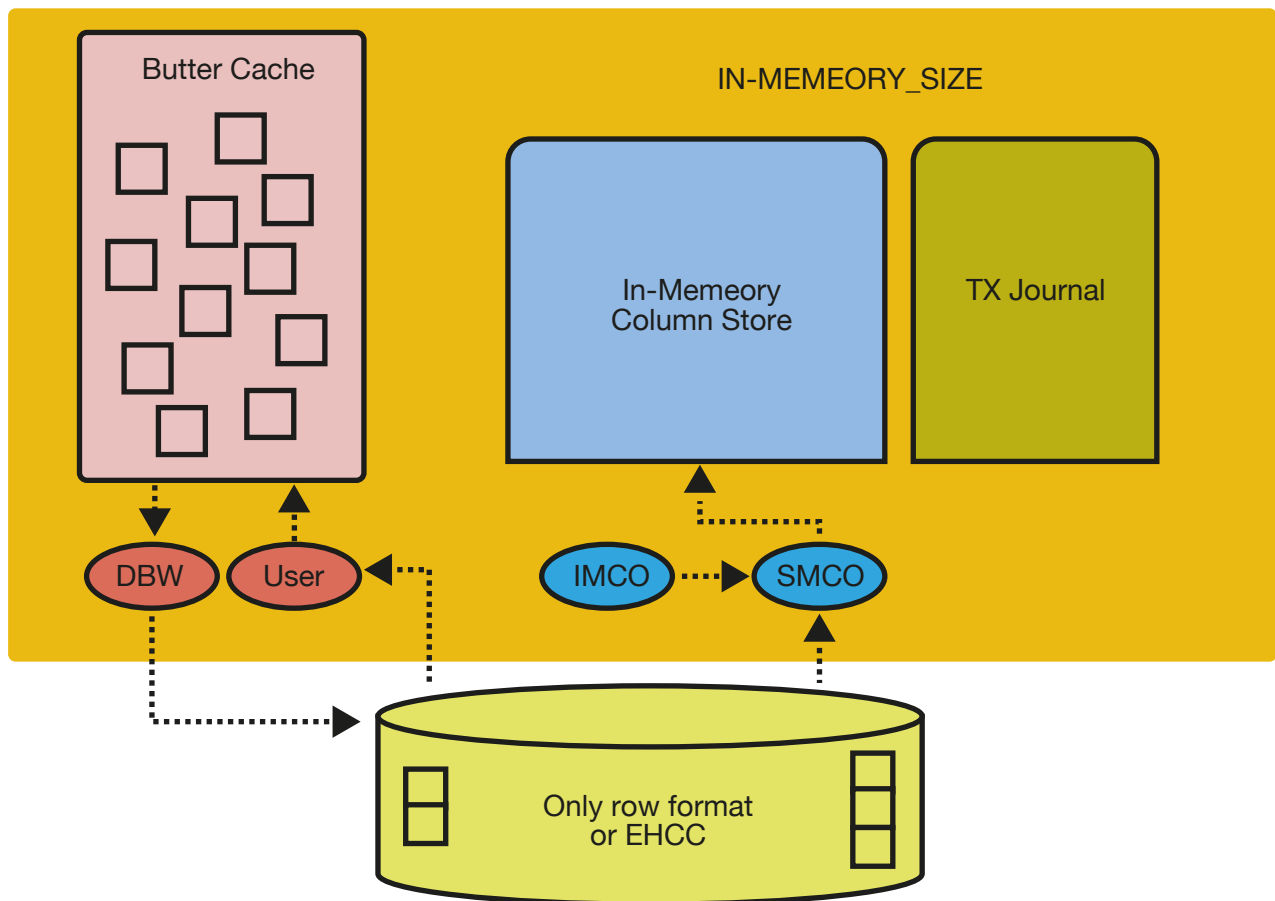 Butter Cache
IN-MEMEORY_SIZE
In-Memeory
Column Store
TX Journal
DBW
User
IMCO
SMCO
Only row format
or EHCC